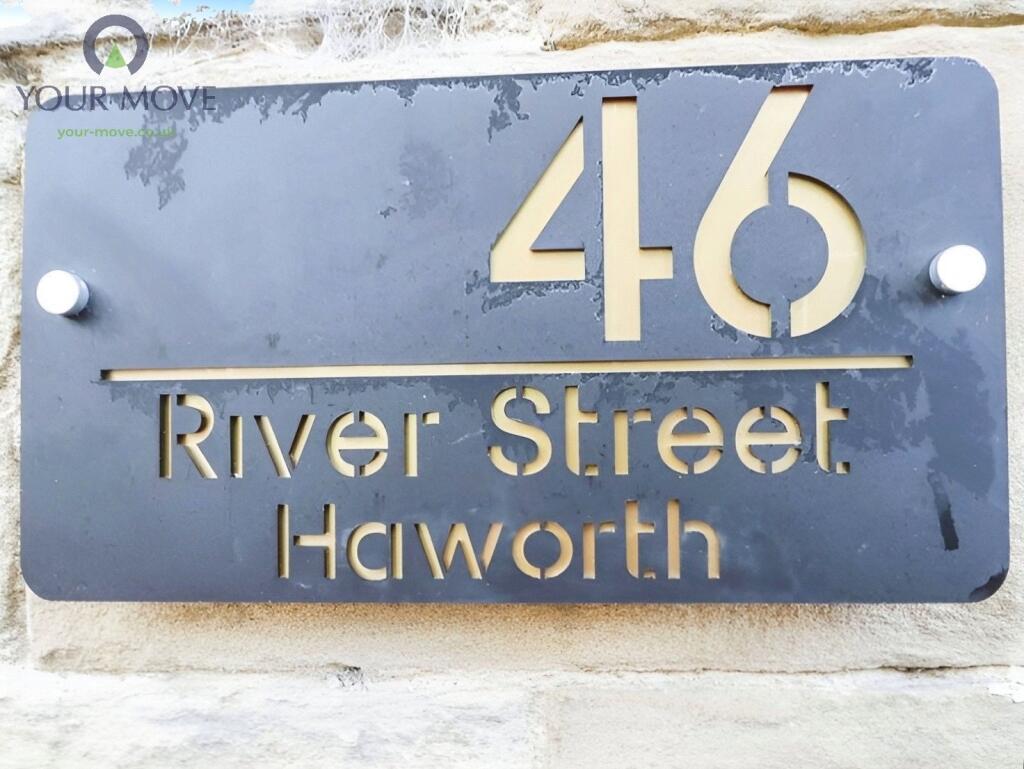 YOUR MOVE
your-move.co.uk
46
River Street
Haworth